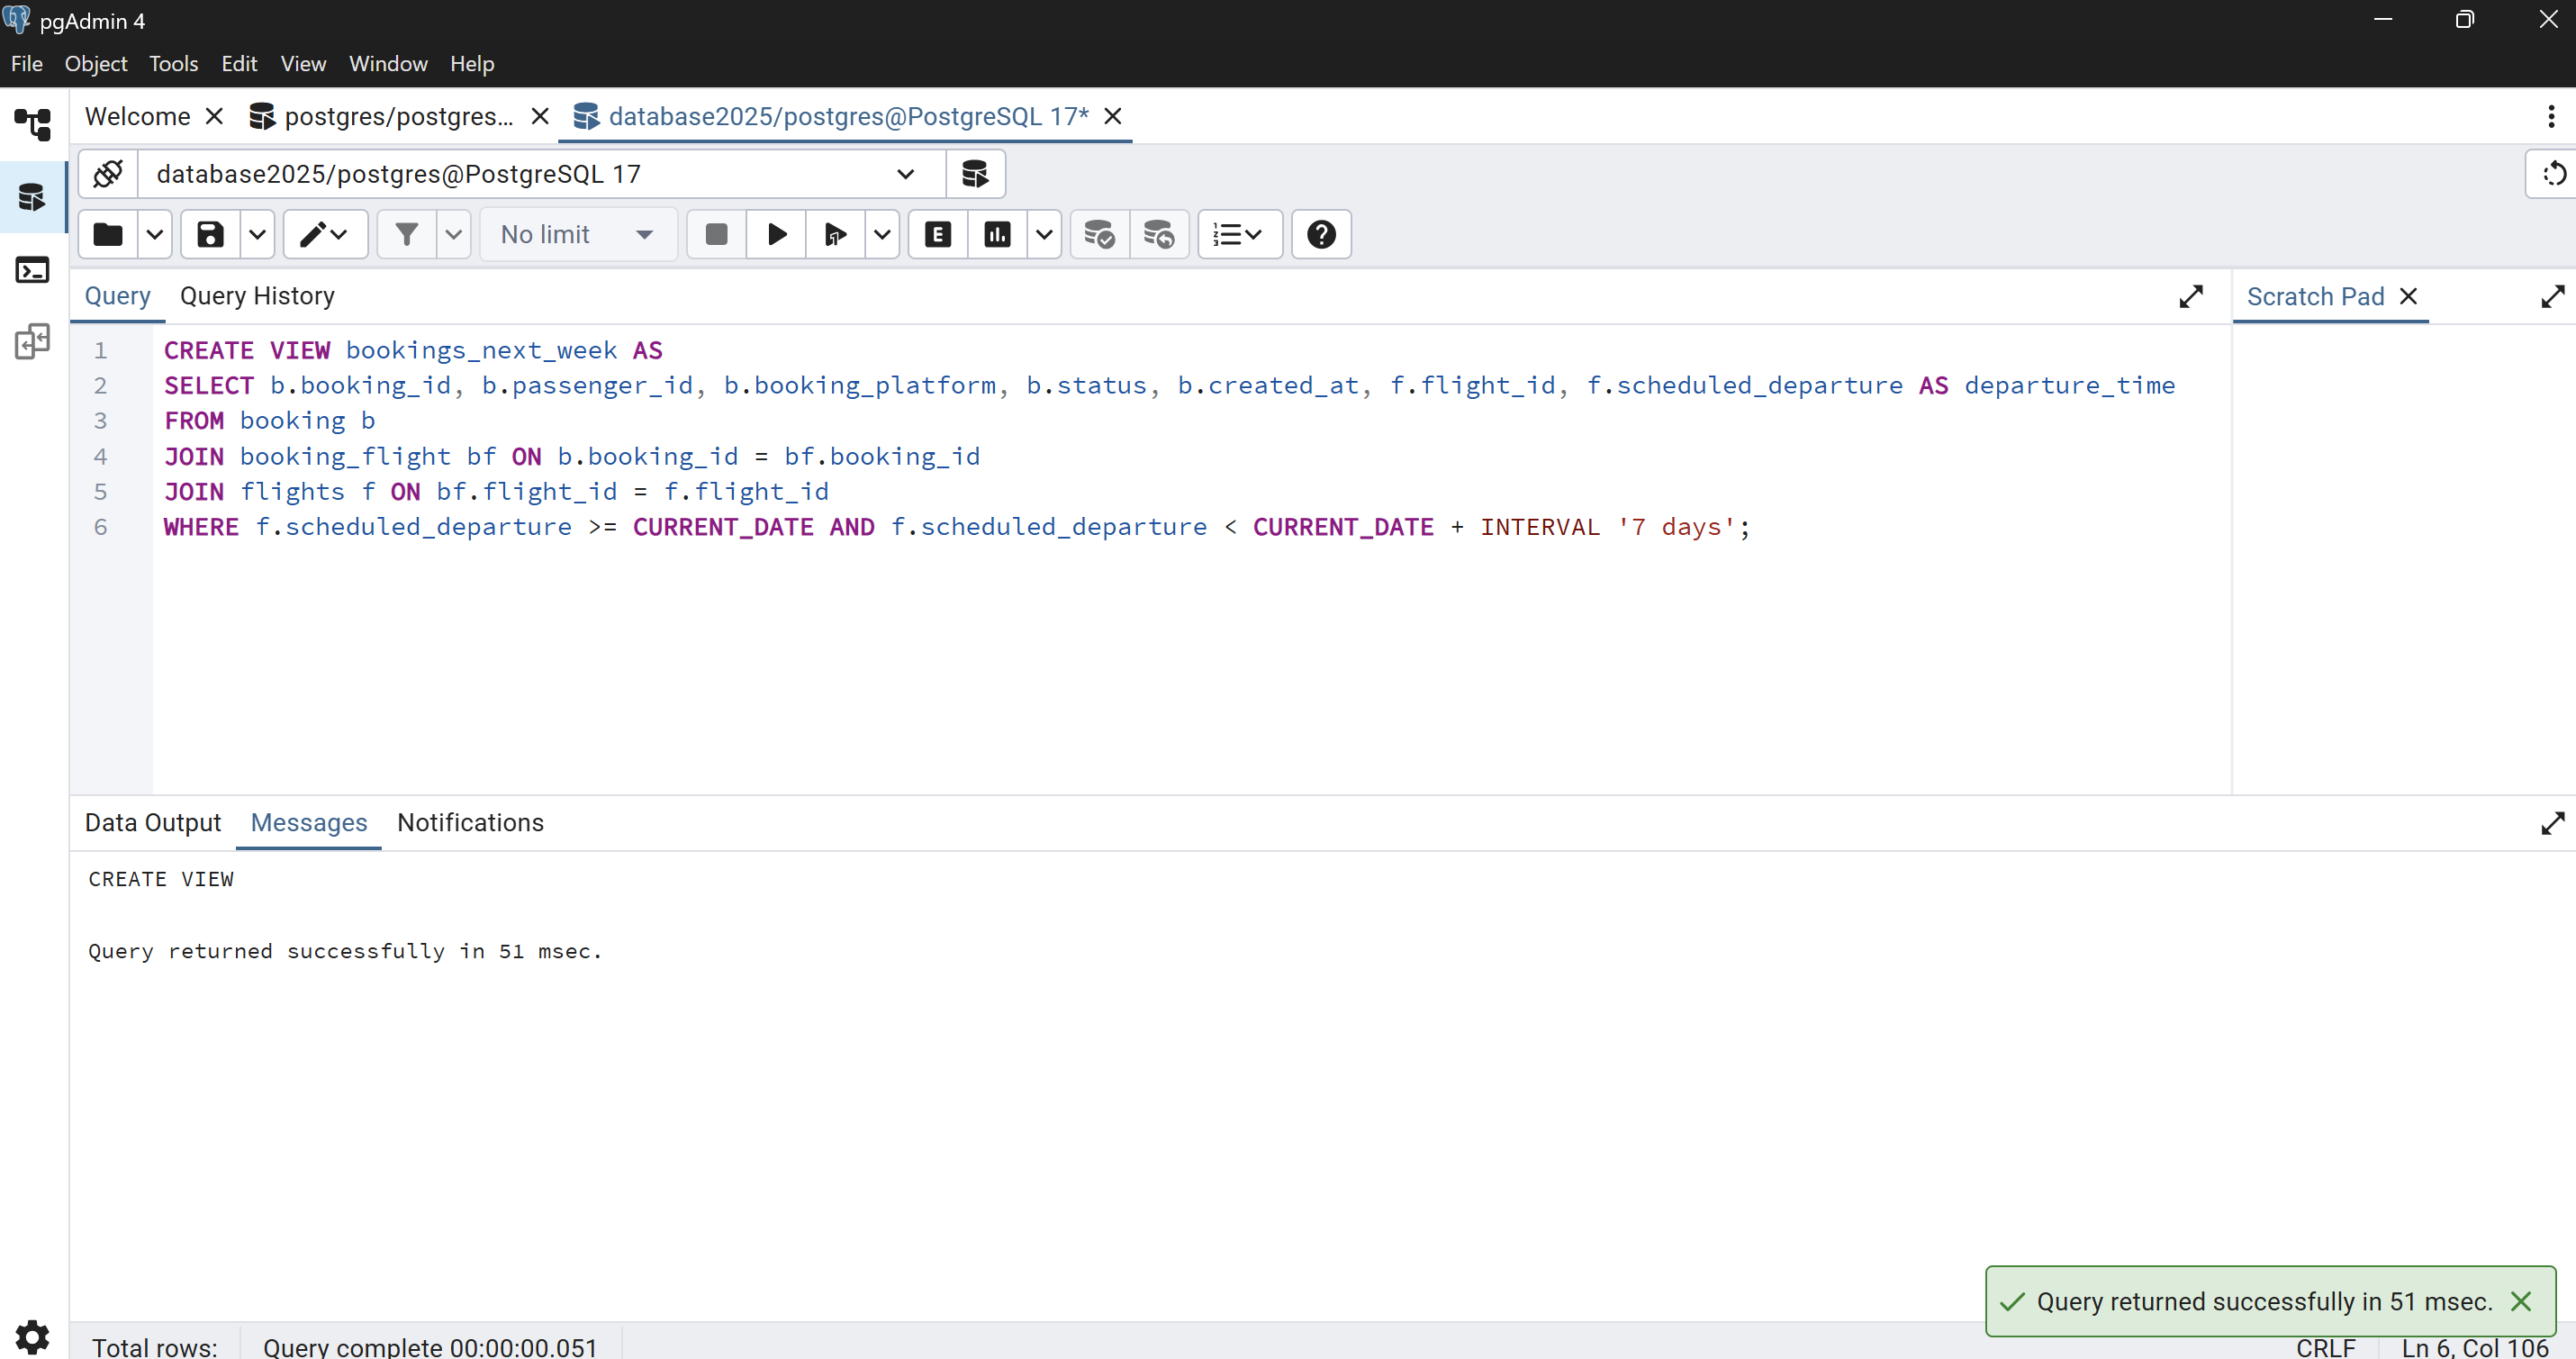 pgAdmin 4
File Object Tools Edit View Window Help
Welcome postgres/postgres... database2025/postgres@PostgreSQL 17*
database2025/postgres@PostgreSQL 17
No limit
Query Query History Scratch Pad
1 CREATE VIEW bookings_next_week AS
2 SELECT b.booking_id, b.passenger_id, b.booking_platform, b.status, b.created_at, f.flight_id, f.scheduled_departure AS departure_time
3 FROM booking b
4 JOIN booking_flight bf ON b.booking_id = bf.booking_id
5 JOIN flights f ON bf.flight_id = f.flight_id
6 WHERE f.scheduled_departure >= CURRENT_DATE AND f.scheduled_departure < CURRENT_DATE + INTERVAL '7 days';
Data Output Messages Notifications
CREATE VIEW
Query returned successfully in 51 msec.
Query returned successfully in 51 msec.
Total rows: Query complete 00:00:00.051 CRLF Ln 6, Col 106